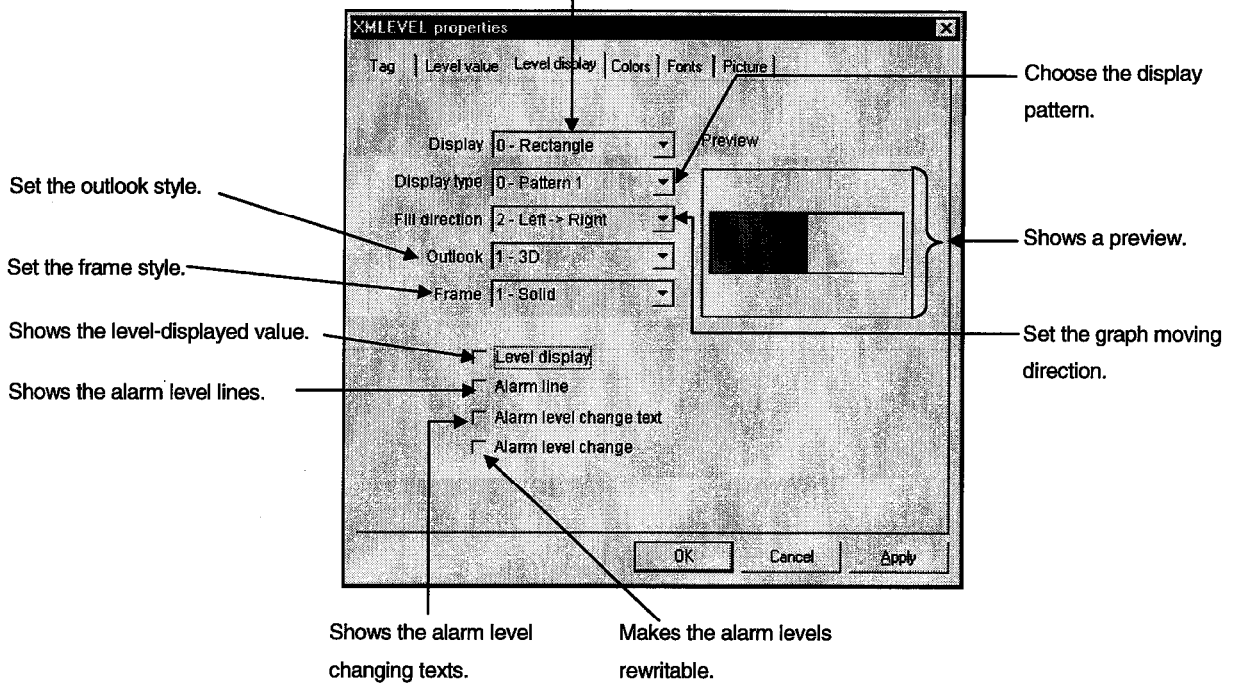 XMLEVEL properties
Tag Level value Level display Colors Fonts Picture
Choose the display
pattern.
Display 0 - Rectangle
Preview
Display type 0 - Pattern 1
Set the outlook style.
Fill direction 2 - Left -> Right
Shows a preview.
Outlook 1 - 3D
Set the frame style.
Frame 1 - Solid
Set the graph moving
direction.
Shows the level-displayed value.
Level display
Shows the alarm level lines.
Alarm line
Alarm level change text
Alarm level change
OK Cancel Apply
Shows the alarm level
changing texts.
Makes the alarm levels
rewritable.